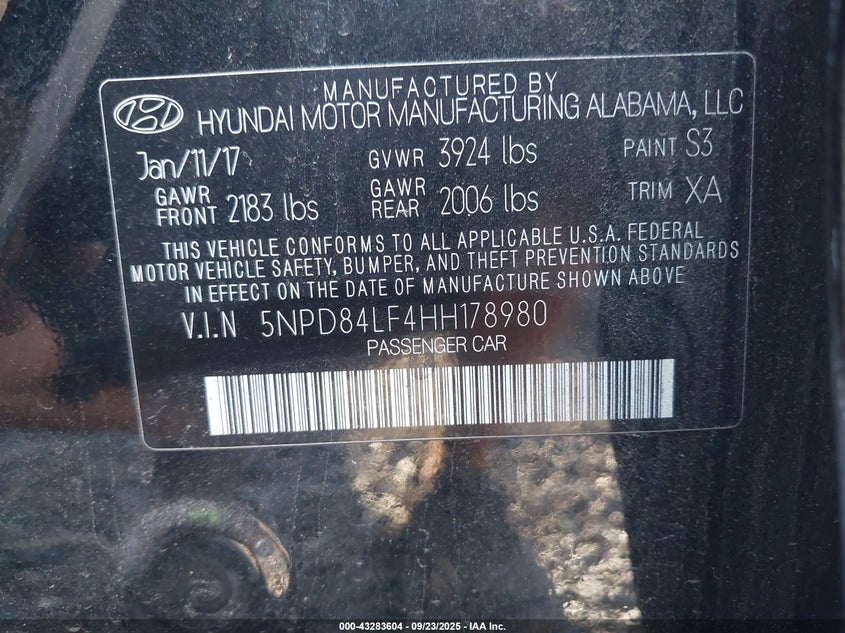 MANUFACTURED BY
HYUNDAI MOTOR MANUFACTURING ALABAMA, LLC
Jan/11/17 GVWR 3924 lbs PAINT S3
GAWR FRONT 2183 lbs GAWR REAR 2006 lbs TRIM XA
THIS VEHICLE CONFORMS TO ALL APPLICABLE U.S.A. FEDERAL
MOTOR VEHICLE SAFETY, BUMPER, AND THEFT PREVENTION STANDARDS
IN EFFECT ON THE DATE OF MANUFACTURE SHOWN ABOVE
V.I.N 5NPD84LF4HH178980
PASSENGER CAR
000-43283604 - 09/23/2025 - IAA Inc.